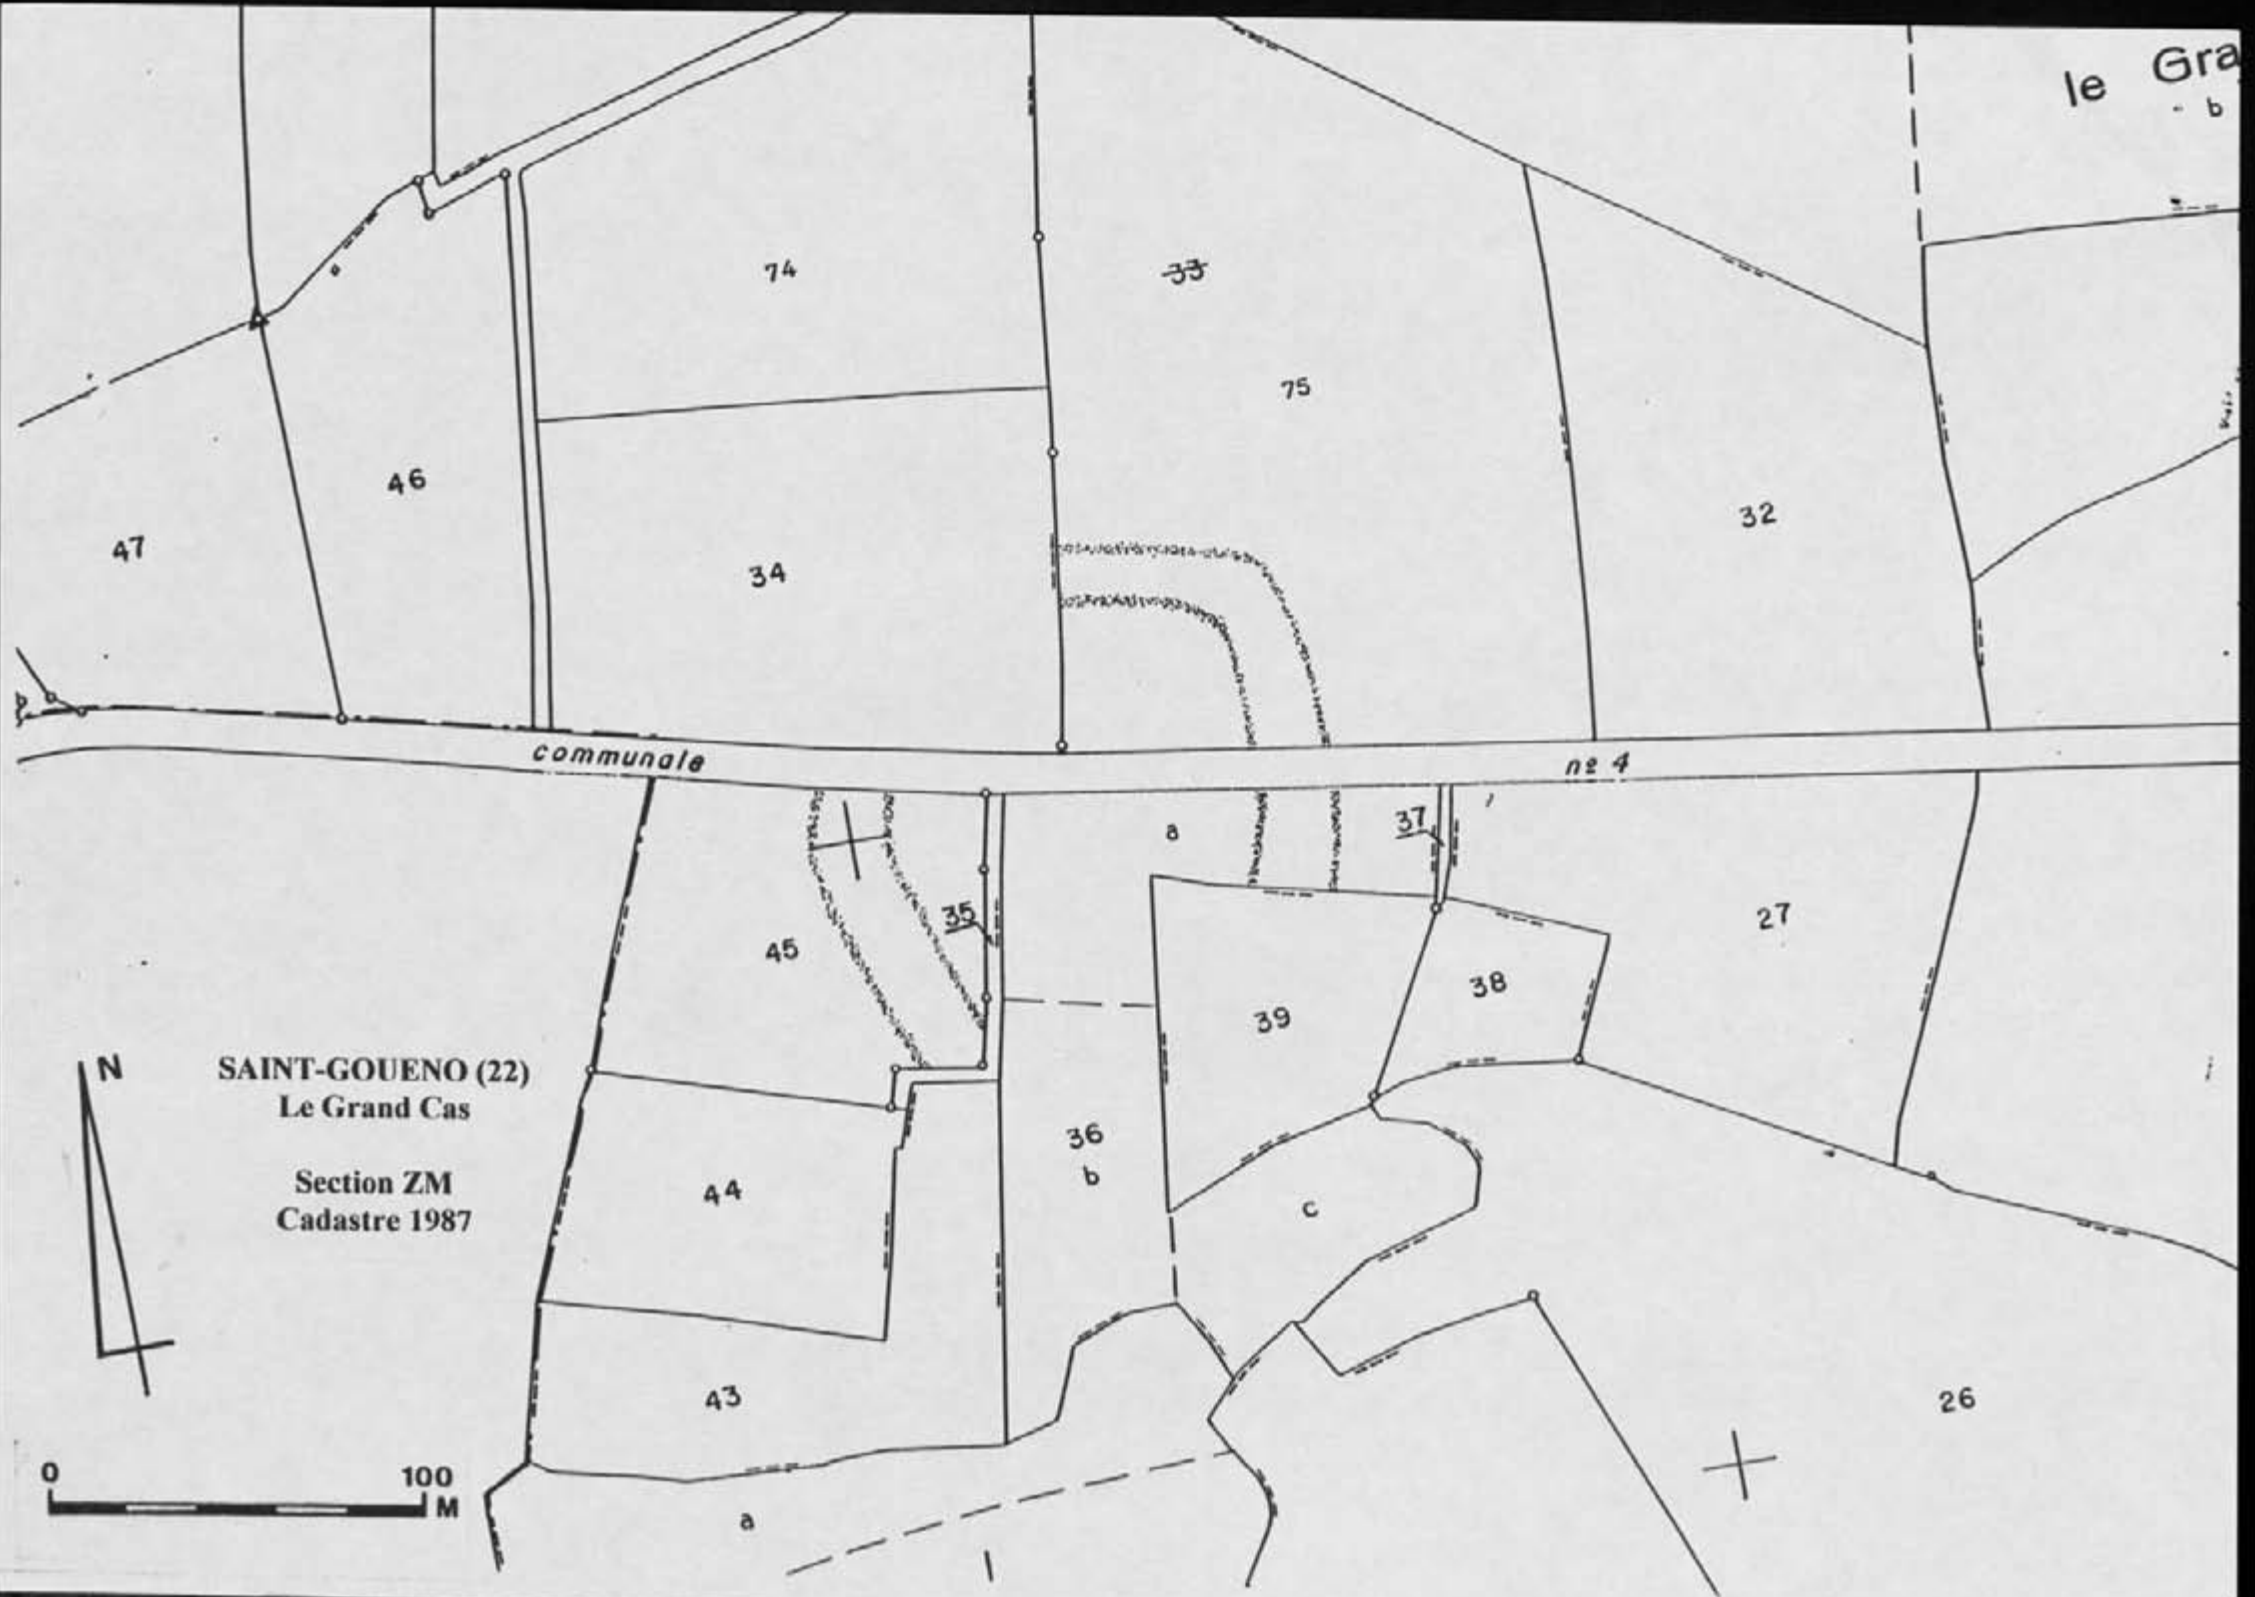 le Gra
b
74
33
75
46
47
34
32
b
communale
nº 4
a
37
35
45
27
38
39
36
b
44
c
43
26
a
N
SAINT-GOUENO (22)
Le Grand Cas
Section ZM
Cadastre 1987
0 100
M